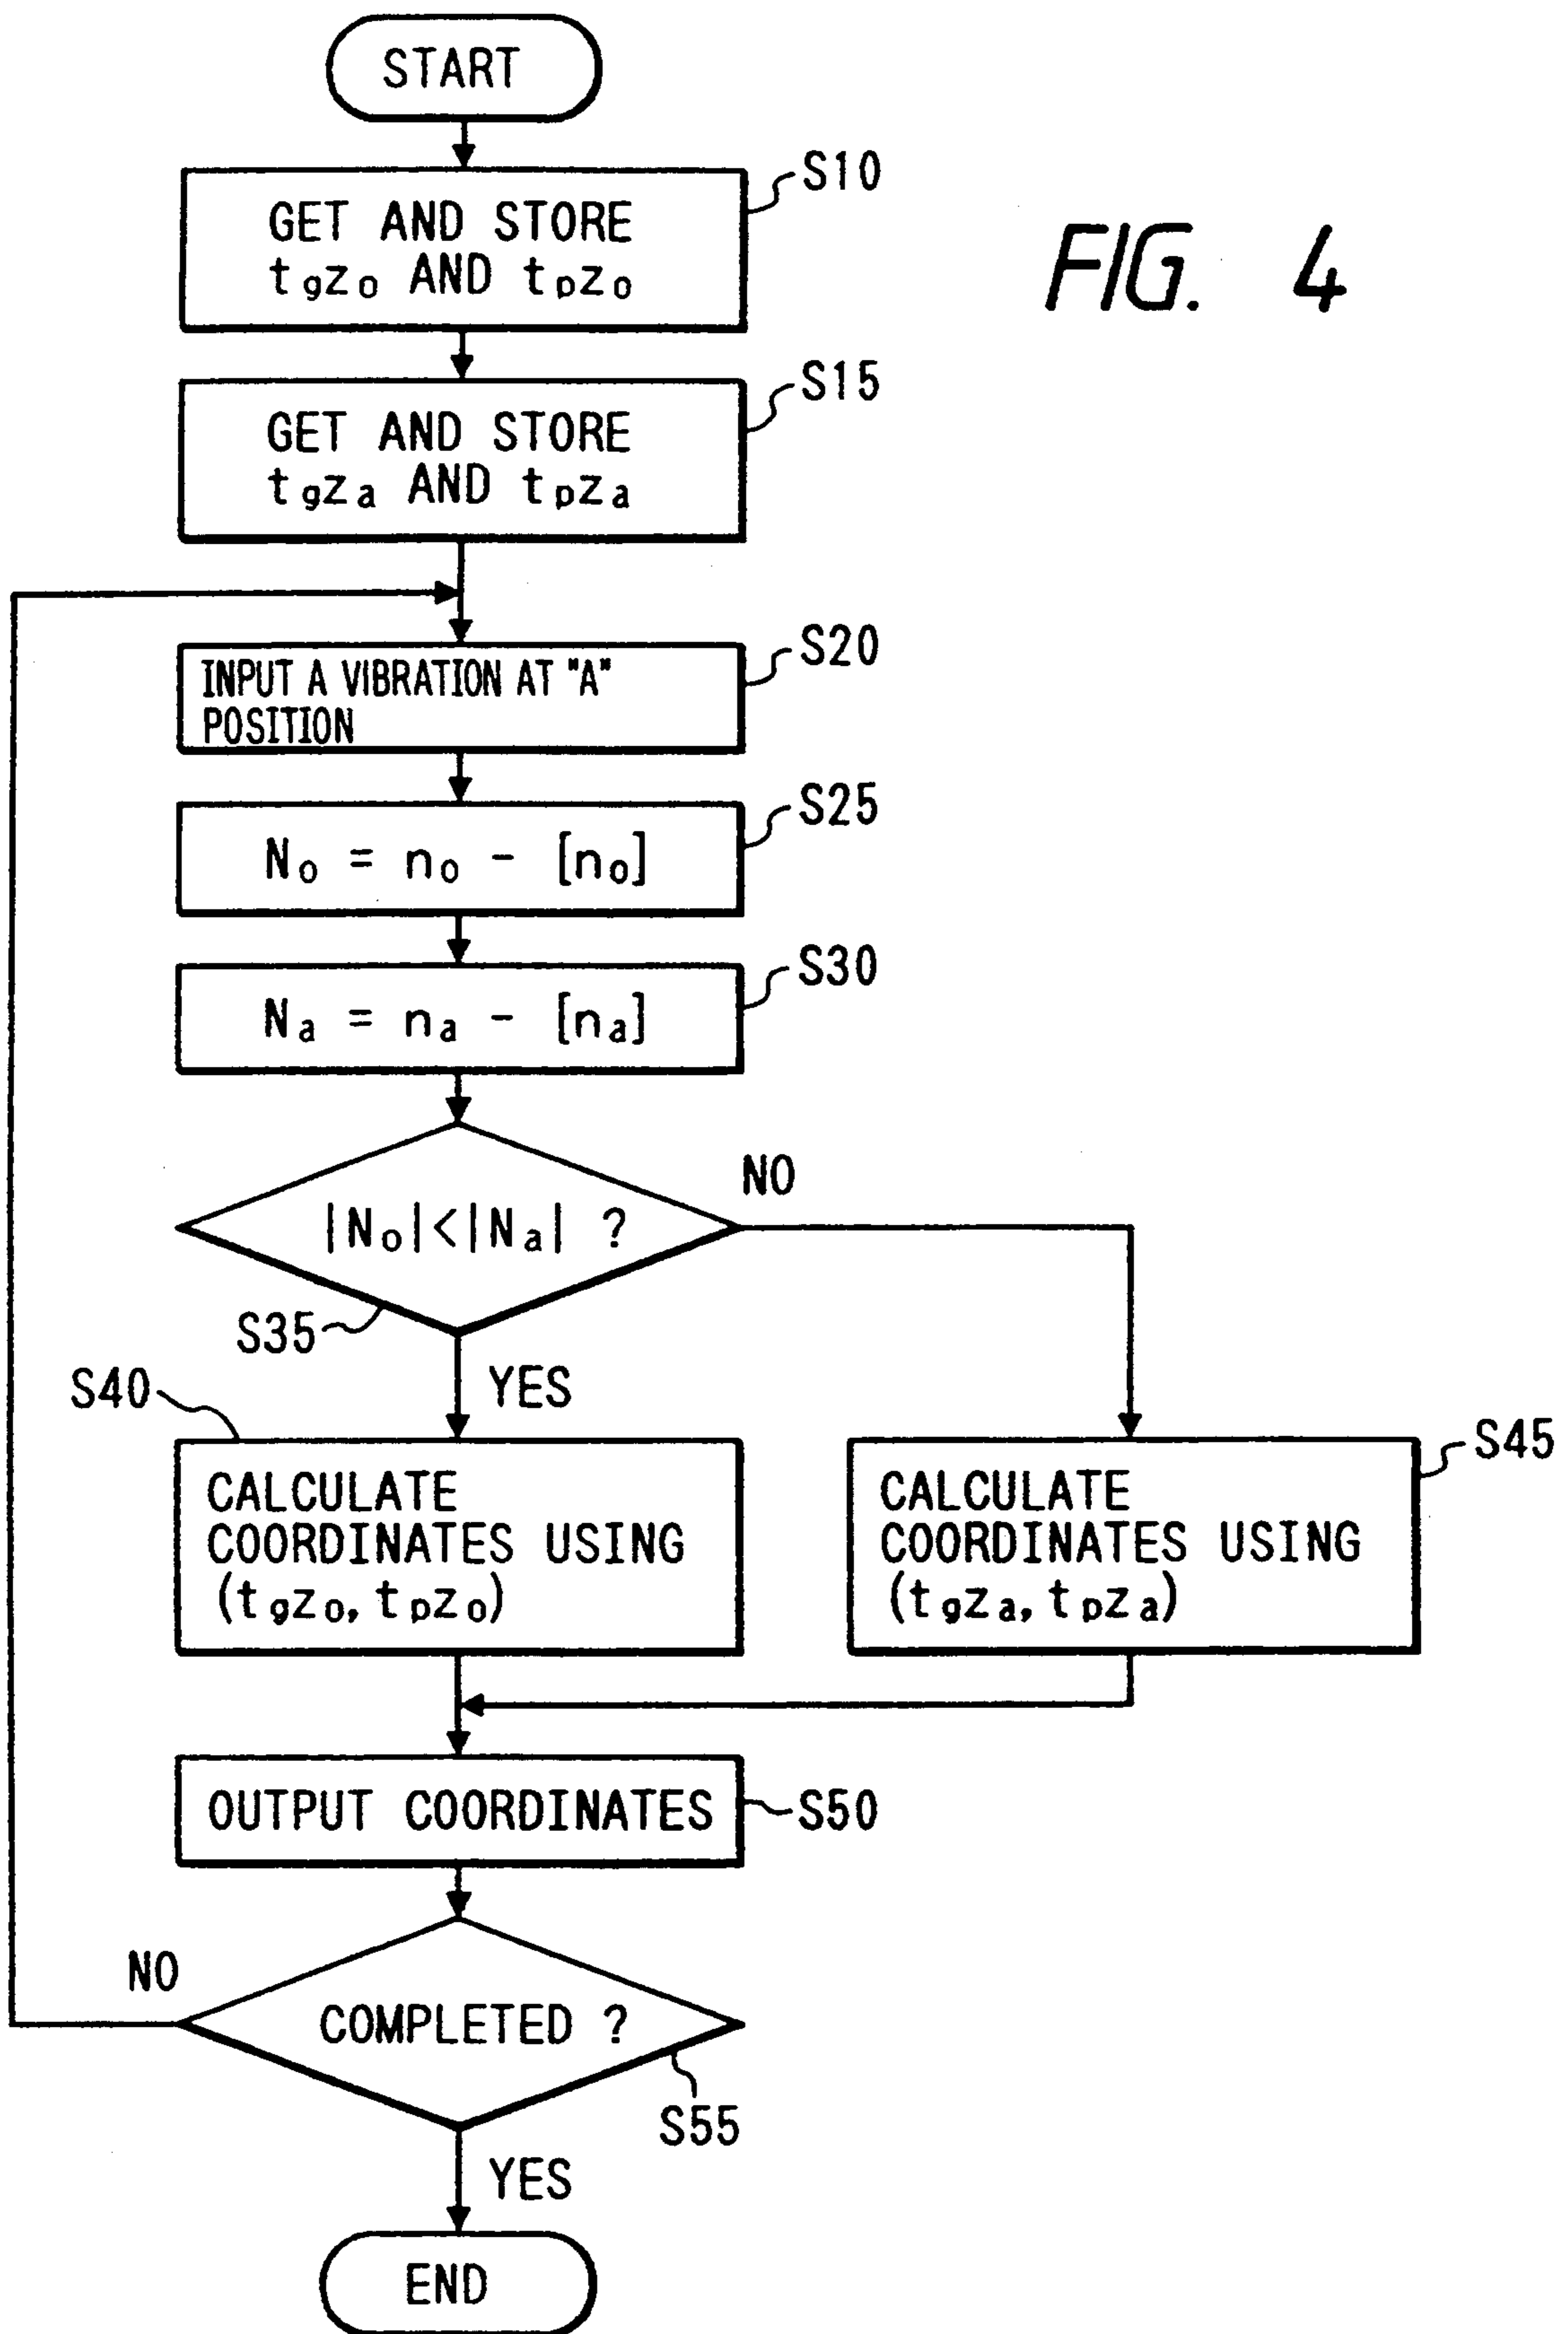 START
S10
GET AND STORE
tgzo AND tpzo
FIG. 4
S15
GET AND STORE
tgza AND tpza
S20
INPUT A VIBRATION AT "A"
POSITION
S25
No = no - [no]
S30
Na = na - [na]
NO
|No|<|Na| ?
S35
YES
S40
S45
CALCULATE
COORDINATES USING
(tgzo, tpzo)
CALCULATE
COORDINATES USING
(tgza, tpza)
OUTPUT COORDINATES
S50
NO
COMPLETED ?
S55
YES
END